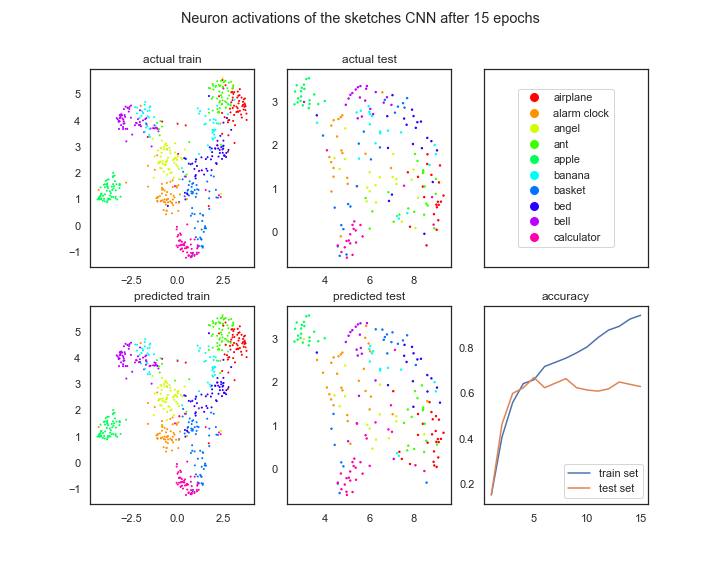 Neuron activations of the sketches CNN after 15 epochs
actual train
5
4
3
2
1
0
−1
−2.5 0.0 2.5
actual test
3
2
1
0
4 6 8
airplane
alarm clock
angel
ant
apple
banana
basket
bed
bell
calculator
predicted train
5
4
3
2
1
0
−1
−2.5 0.0 2.5
predicted test
3
2
1
0
4 6 8
accuracy
0.8
0.6
0.4
0.2
train set
test set
5 10 15